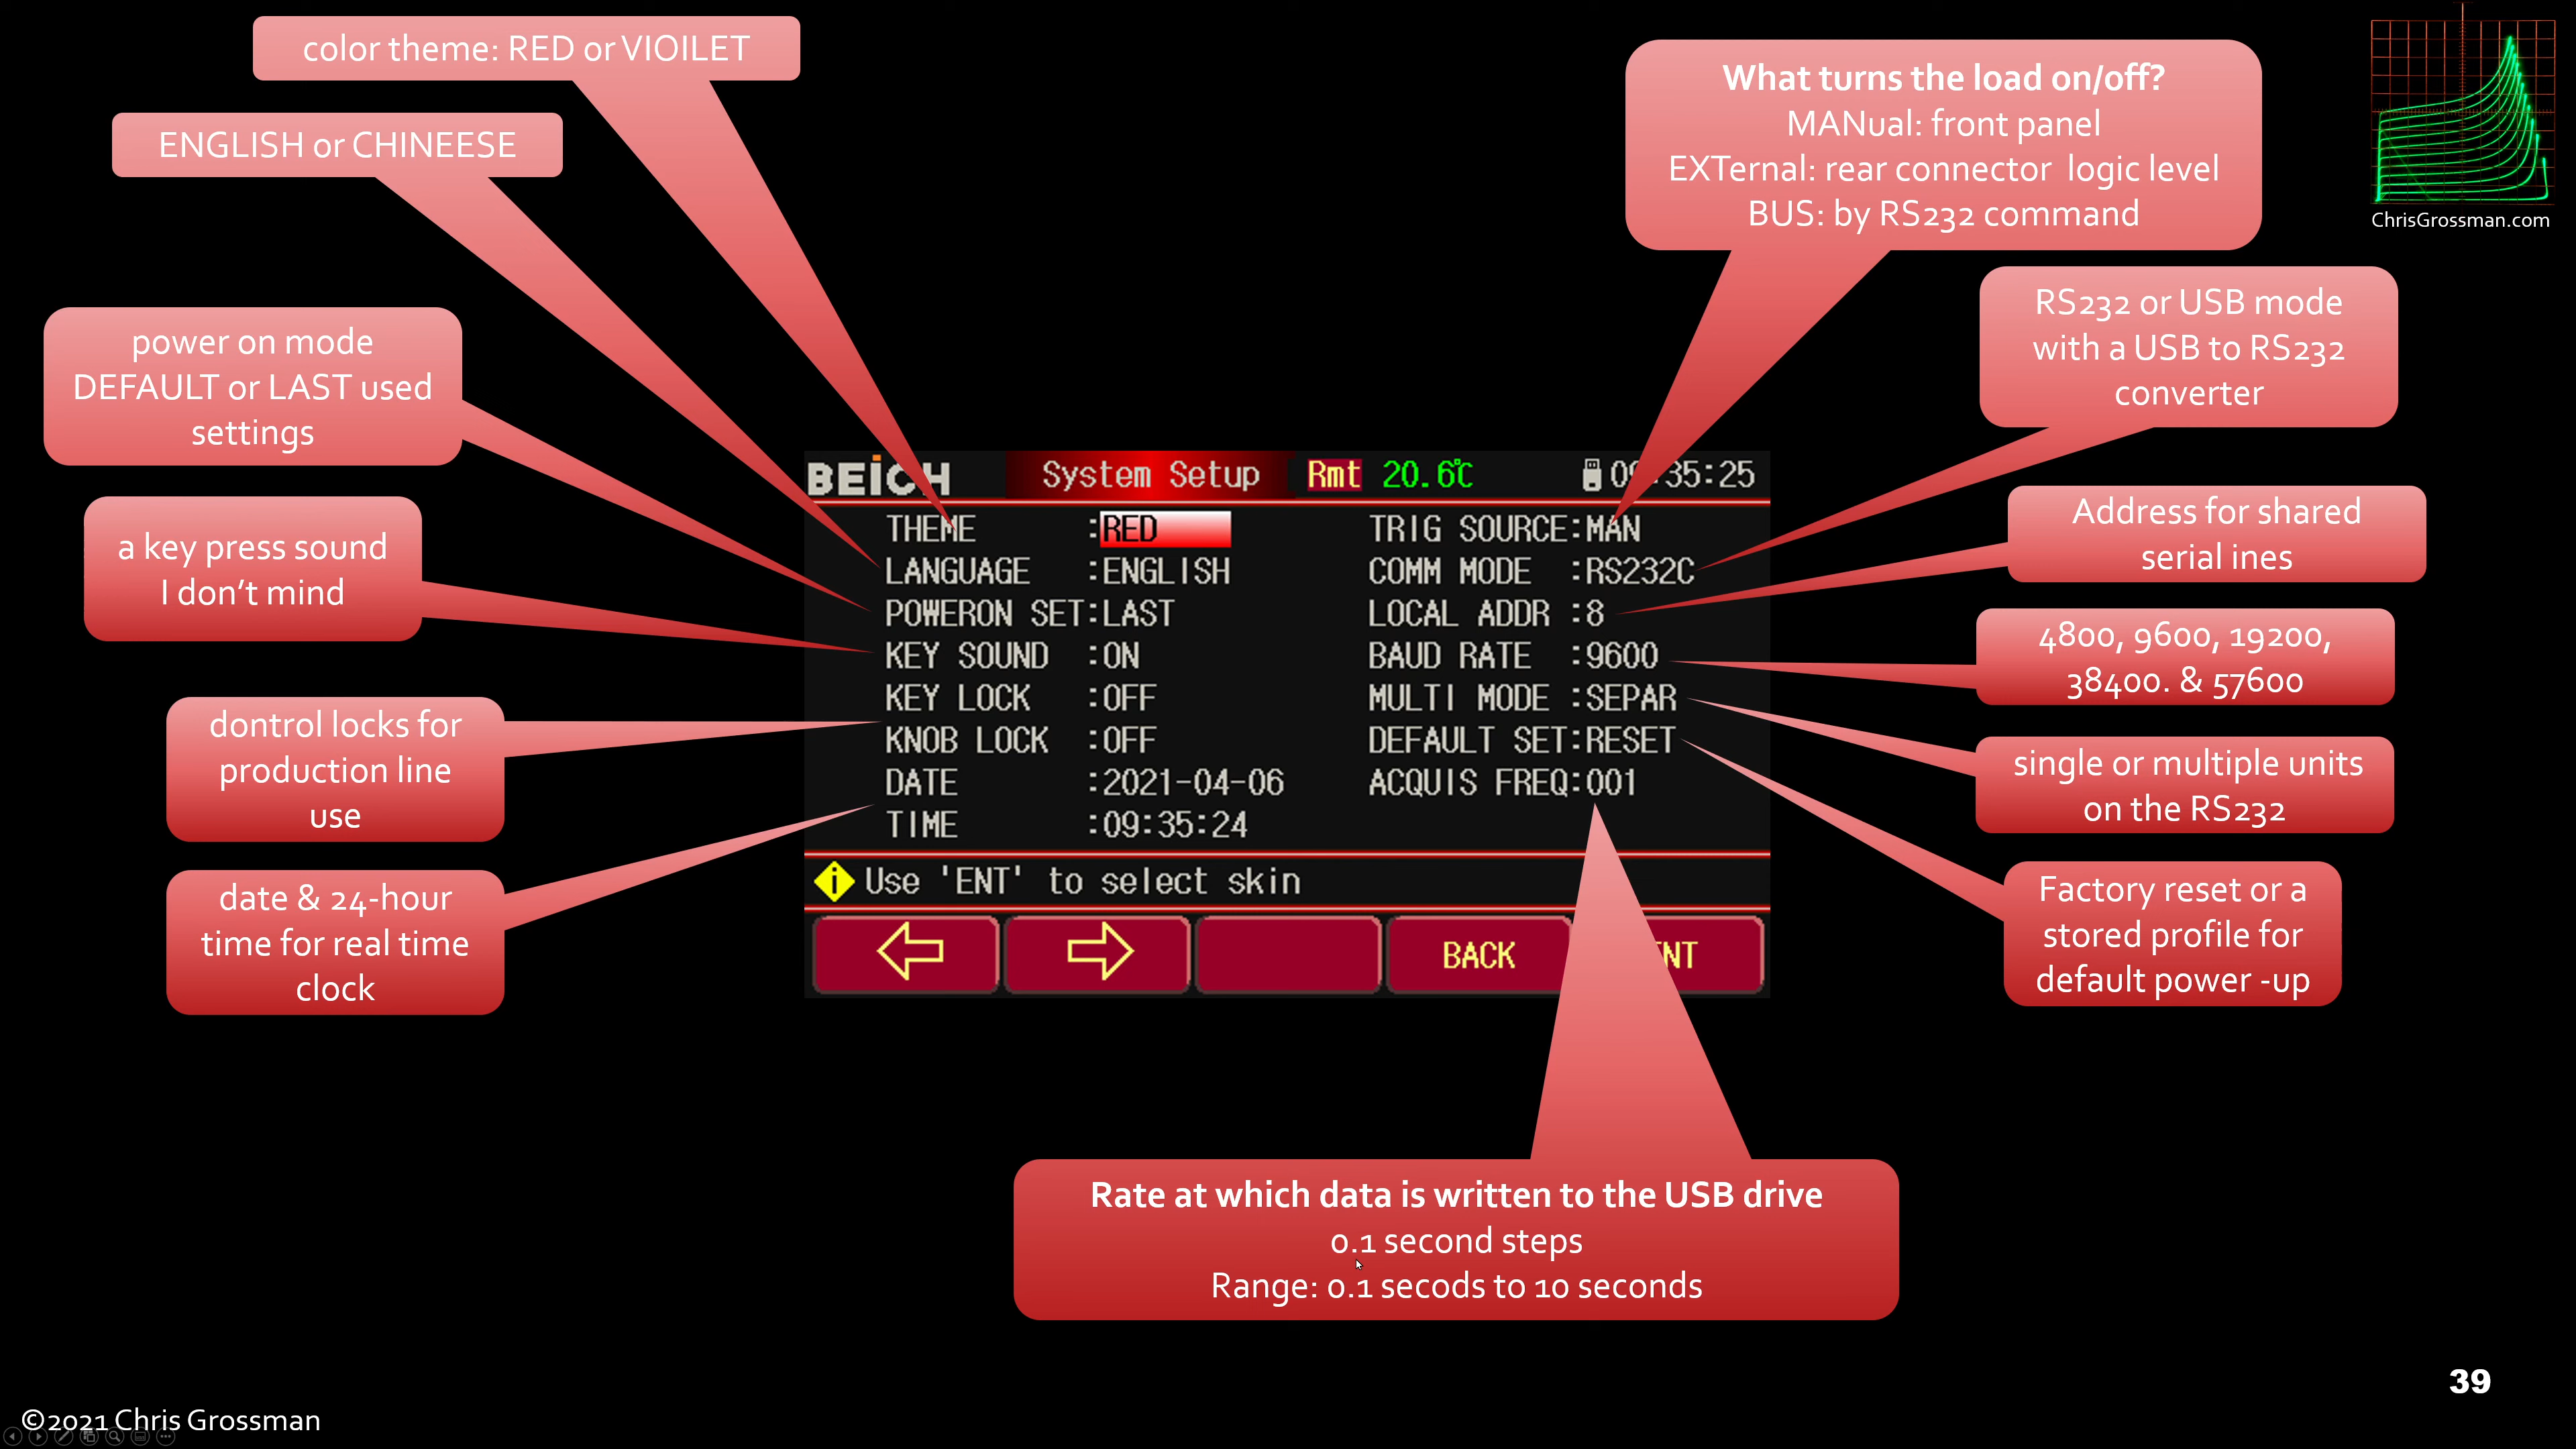 color theme: RED or VIOILET
ENGLISH or CHINEESE
power on mode
DEFAULT or LAST used
settings
a key press sound
I don't mind
dontrol locks for
production line
use
date & 24-hour
time for real time
clock
What turns the load on/off?
MANual: front panel
EXTernal: rear connector  logic level
BUS: by RS232 command
ChrisGrossman.com
RS232 or USB mode
with a USB to RS232
converter
Address for shared
serial ines
4800, 9600, 19200,
38400. & 57600
single or multiple units
on the RS232
Factory reset or a
stored profile for
default power -up
BEICH
System Setup
Rmt
20.6℃
35:25
THEME :RED
LANGUAGE :ENGLISH
POWERON SET:LAST
KEY SOUND :ON
KEY LOCK :OFF
KNOB LOCK :OFF
DATE :2021-04-06
TIME :09:35:24
TRIG SOURCE:MAN
COMM MODE :RS232C
LOCAL ADDR :8
BAUD RATE :9600
MULTI MODE :SEPAR
DEFAULT SET:RESET
ACQUIS FREQ:001
Use 'ENT' to select skin
BACK
NT
Rate at which data is written to the USB drive
0.1 second steps
Range: 0.1 secods to 10 seconds
39
©2021 Chris Grossman